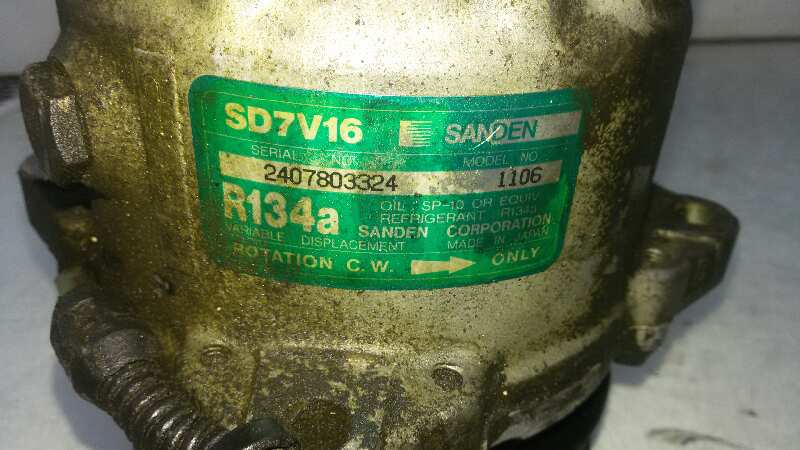 SD7V16 SANDEN
SERIAL NO. MODEL NO.
2407803324 1106
R134a OIL : SP-10 OR EQUIV
REFRIGERANT R134a
SANDEN CORPORATION
VARIABLE DISPLACEMENT MADE IN JAPAN
ROTATION C.W. ONLY